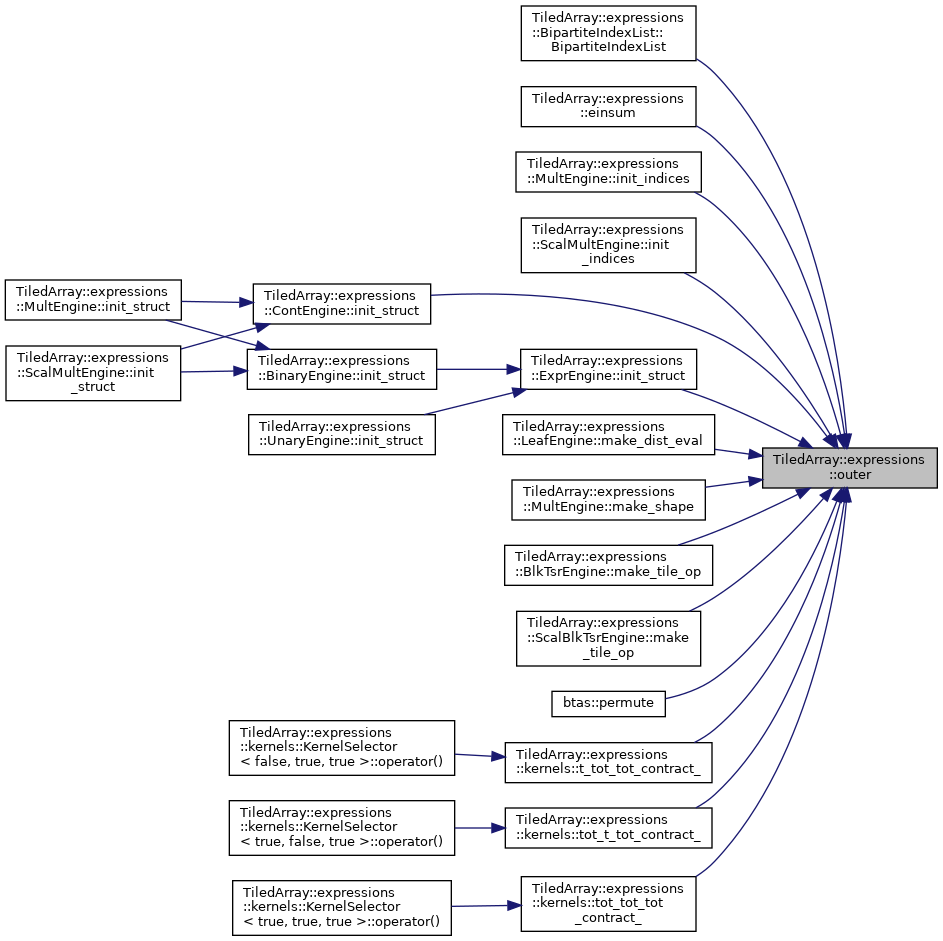 TiledArray::expressions
::BipartiteIndexList::
BipartiteIndexList
TiledArray::expressions
::einsum
TiledArray::expressions
::MultEngine::init_indices
TiledArray::expressions
::ScalMultEngine::init
_indices
TiledArray::expressions
::MultEngine::init_struct
TiledArray::expressions
::ContEngine::init_struct
TiledArray::expressions
::ScalMultEngine::init
_struct
TiledArray::expressions
::BinaryEngine::init_struct
TiledArray::expressions
::ExprEngine::init_struct
TiledArray::expressions
::UnaryEngine::init_struct
TiledArray::expressions
::LeafEngine::make_dist_eval
TiledArray::expressions
::outer
TiledArray::expressions
::MultEngine::make_shape
TiledArray::expressions
::BlkTsrEngine::make_tile_op
TiledArray::expressions
::ScalBlkTsrEngine::make
_tile_op
btas::permute
TiledArray::expressions
::kernels::KernelSelector
< false, true, true >::operator()
TiledArray::expressions
::kernels::t_tot_tot_contract_
TiledArray::expressions
::kernels::KernelSelector
< true, false, true >::operator()
TiledArray::expressions
::kernels::tot_t_tot_contract_
TiledArray::expressions
::kernels::KernelSelector
< true, true, true >::operator()
TiledArray::expressions
::kernels::tot_tot_tot
_contract_